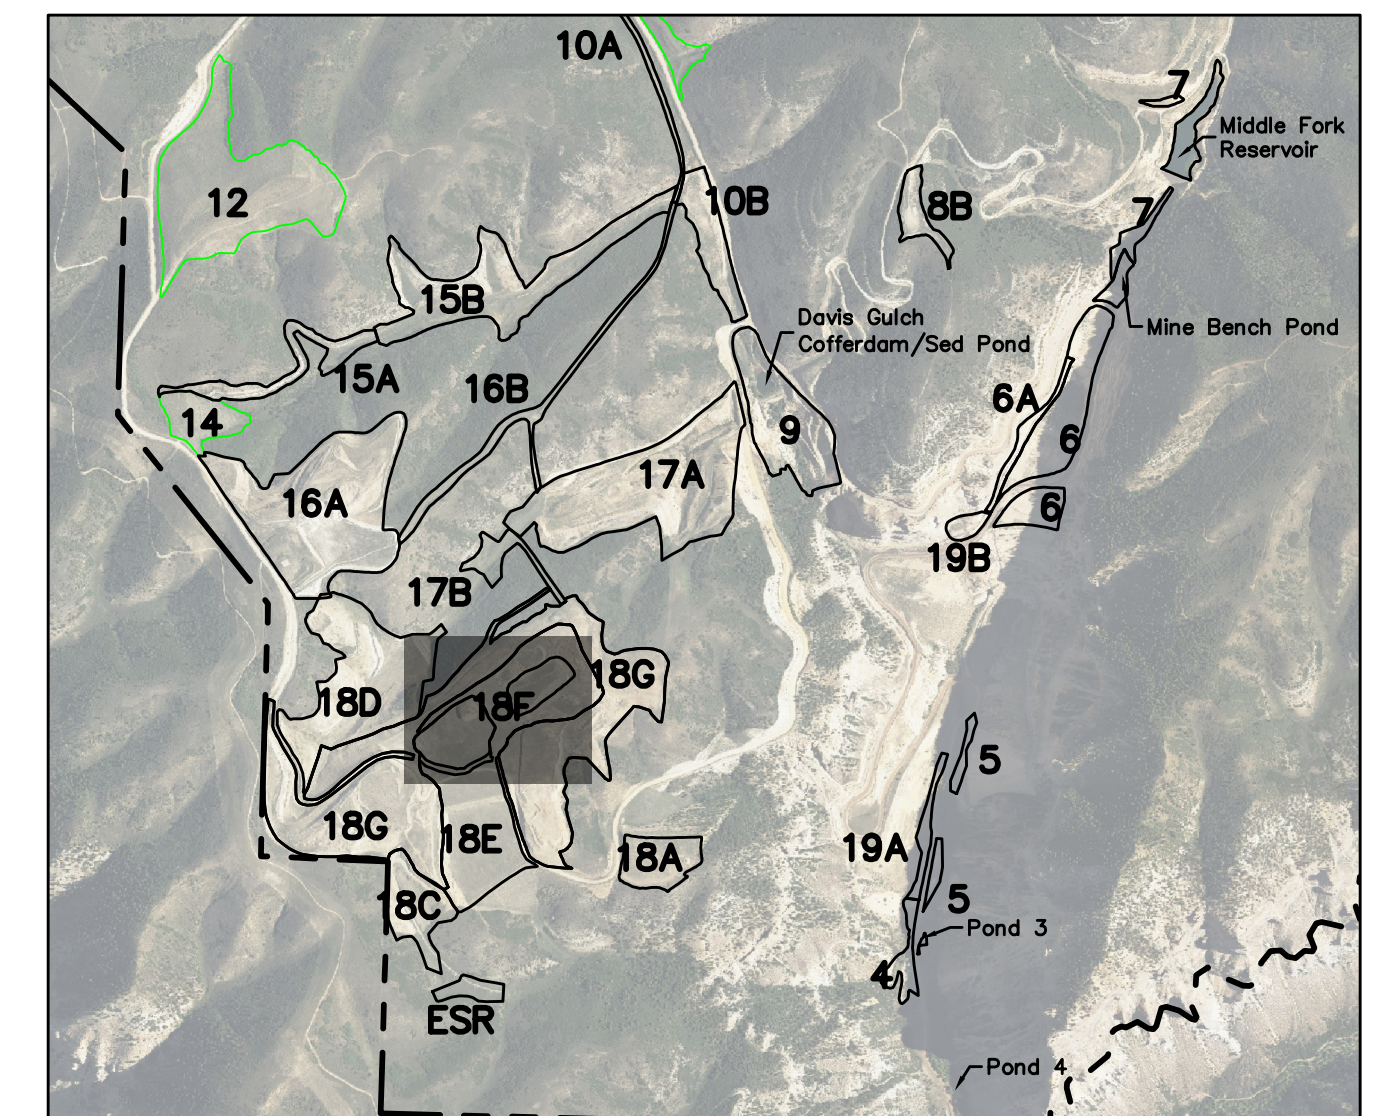 10A
7
Middle Fork
Reservoir
12
10B
8B
7
15B
Davis Gulch
Cofferdam/Sed Pond
Mine Bench Pond
15A
16B
6A
14
9
6
16A
17A
6
19B
17B
18G
18D
18F
5
18G
18E
18A
19A
18C
5
Pond 3
4
ESR
Pond 4